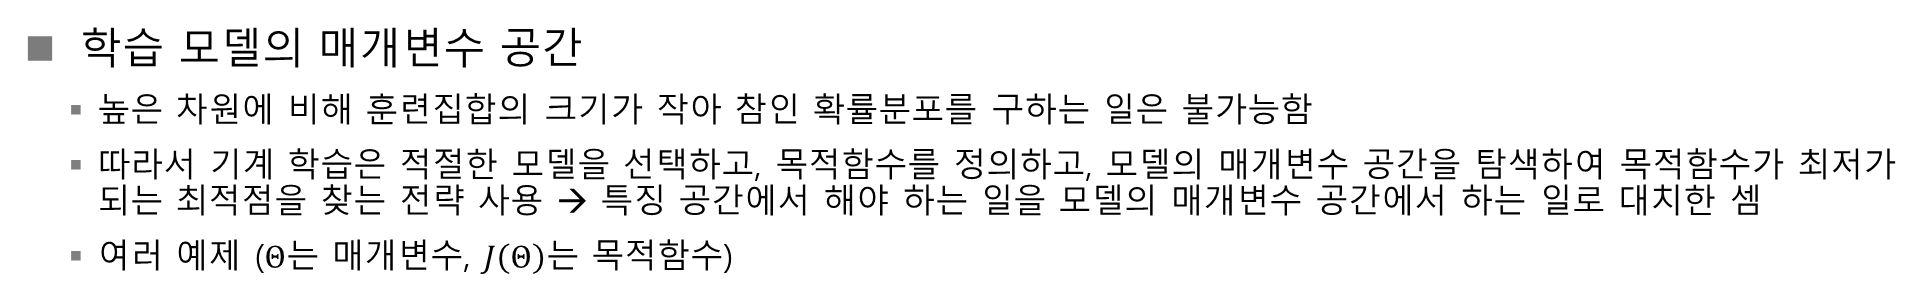 ■ 학습 모델의 매개변수 공간
▪ 높은 차원에 비해 훈련집합의 크기가 작아 참인 확률분포를 구하는 일은 불가능함
▪ 따라서 기계 학습은 적절한 모델을 선택하고, 목적함수를 정의하고, 모델의 매개변수 공간을 탐색하여 목적함수가 최저가
되는 최적점을 찾는 전략 사용 → 특징 공간에서 해야 하는 일을 모델의 매개변수 공간에서 하는 일로 대치한 셈
▪ 여러 예제 (Θ는 매개변수, J(Θ)는 목적함수)